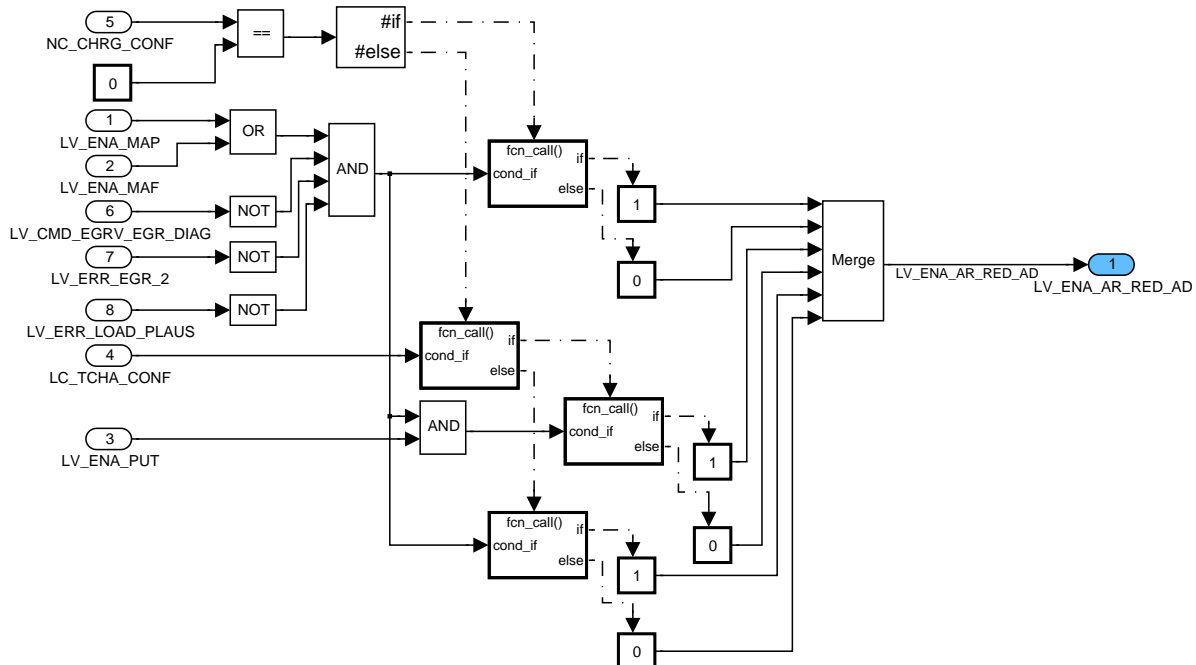 5
NC_CHRG_CONF
0
==
#if
#else
1
LV_ENA_MAP
2
LV_ENA_MAF
OR
6
LV_CMD_EGRV_EGR_DIAG
NOT
7
LV_ERR_EGR_2
NOT
8
LV_ERR_LOAD_PLAUS
NOT
AND
fcn_call()
cond_if
if
else
1
0
Merge
LV_ENA_AR_RED_AD
1
LV_ENA_AR_RED_AD
4
LC_TCHA_CONF
fcn_call()
cond_if
if
else
3
LV_ENA_PUT
AND
fcn_call()
cond_if
if
else
1
0
fcn_call()
cond_if
if
else
1
0